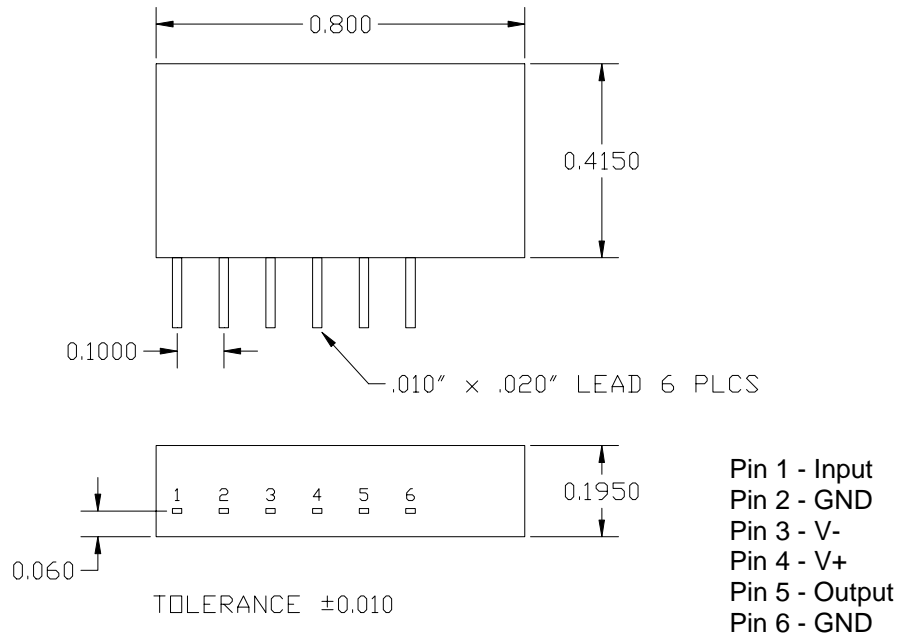 0.800
0.4150
0.1000
.010" × .020" LEAD 6 PLCS
1 2 3 4 5 6
0.1950
0.060
TOLERANCE ±0.010
Pin 1 - Input
Pin 2 - GND
Pin 3 - V-
Pin 4 - V+
Pin 5 - Output
Pin 6 - GND